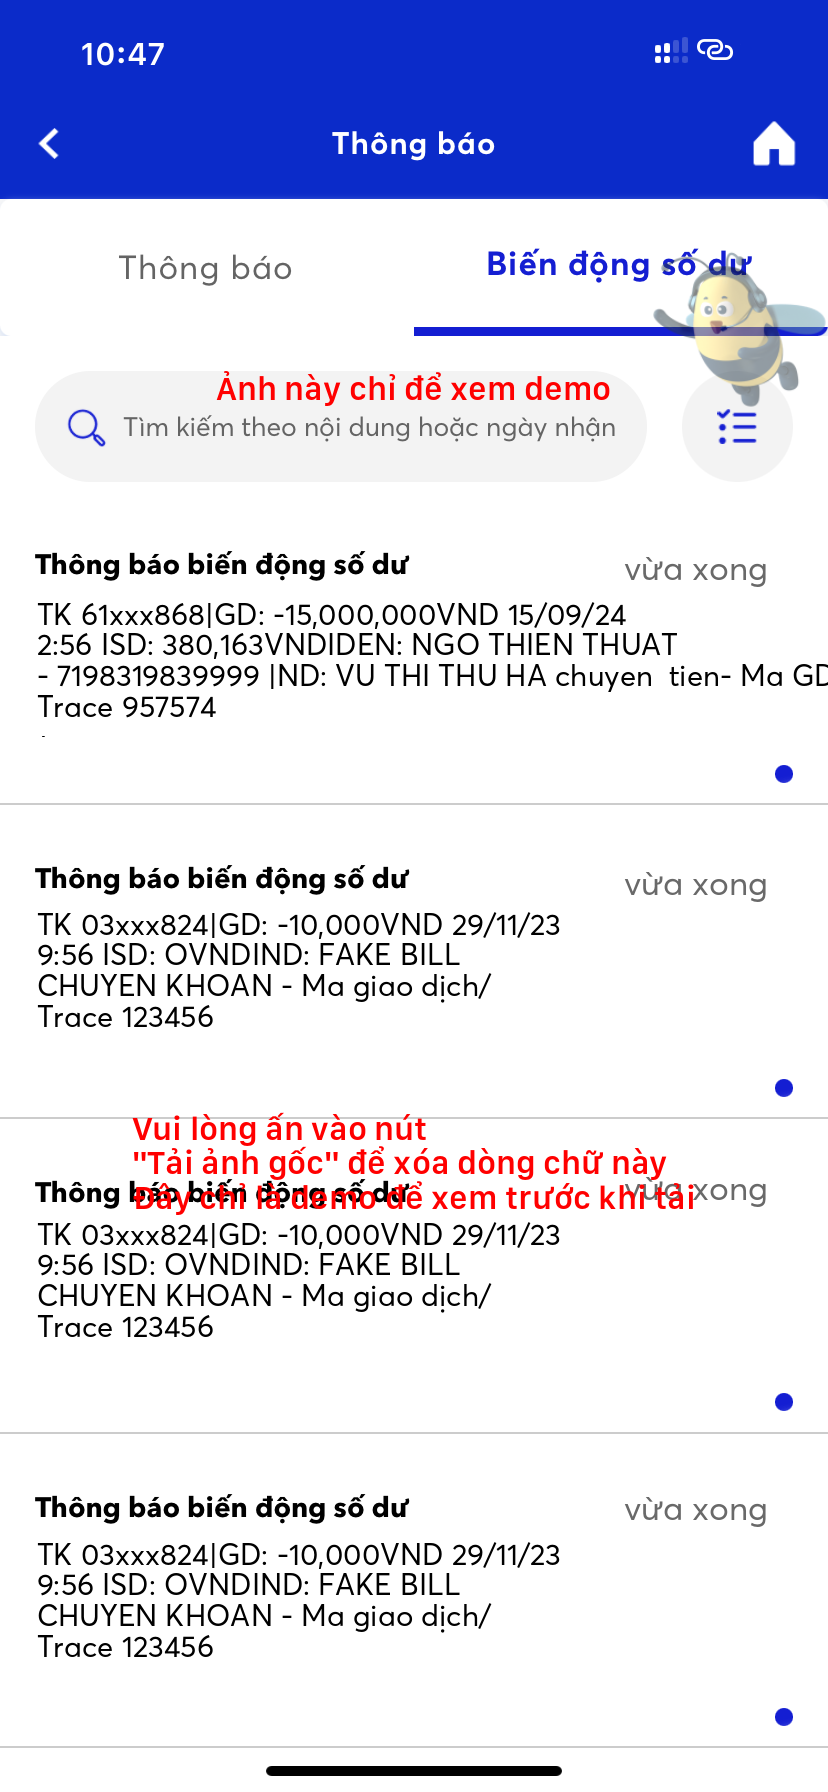 10:47
Thông báo
Thông báo
Biến động số dư
Ảnh này chỉ để xem demo
Tìm kiếm theo nội dung hoặc ngày nhận
Thông báo biến động số dư
vừa xong
TK 61xxx868|GD: -15,000,000VND 15/09/24
2:56 ISD: 380,163VNDIDEN: NGO THIEN THUAT
- 7198319839999 |ND: VU THI THU HA chuyen  tien- Ma GD
Trace 957574
Thông báo biến động số dư
vừa xong
TK 03xxx824|GD: -10,000VND 29/11/23
9:56 ISD: OVNDIND: FAKE BILL
CHUYEN KHOAN - Ma giao dịch/
Trace 123456
Vui lòng ấn vào nút
"Tải ảnh gốc" để xóa dòng chữ này
Đây chỉ là demo để xem trước khi tải
Thông báo biến động số dư
vừa xong
TK 03xxx824|GD: -10,000VND 29/11/23
9:56 ISD: OVNDIND: FAKE BILL
CHUYEN KHOAN - Ma giao dịch/
Trace 123456
Thông báo biến động số dư
vừa xong
TK 03xxx824|GD: -10,000VND 29/11/23
9:56 ISD: OVNDIND: FAKE BILL
CHUYEN KHOAN - Ma giao dịch/
Trace 123456